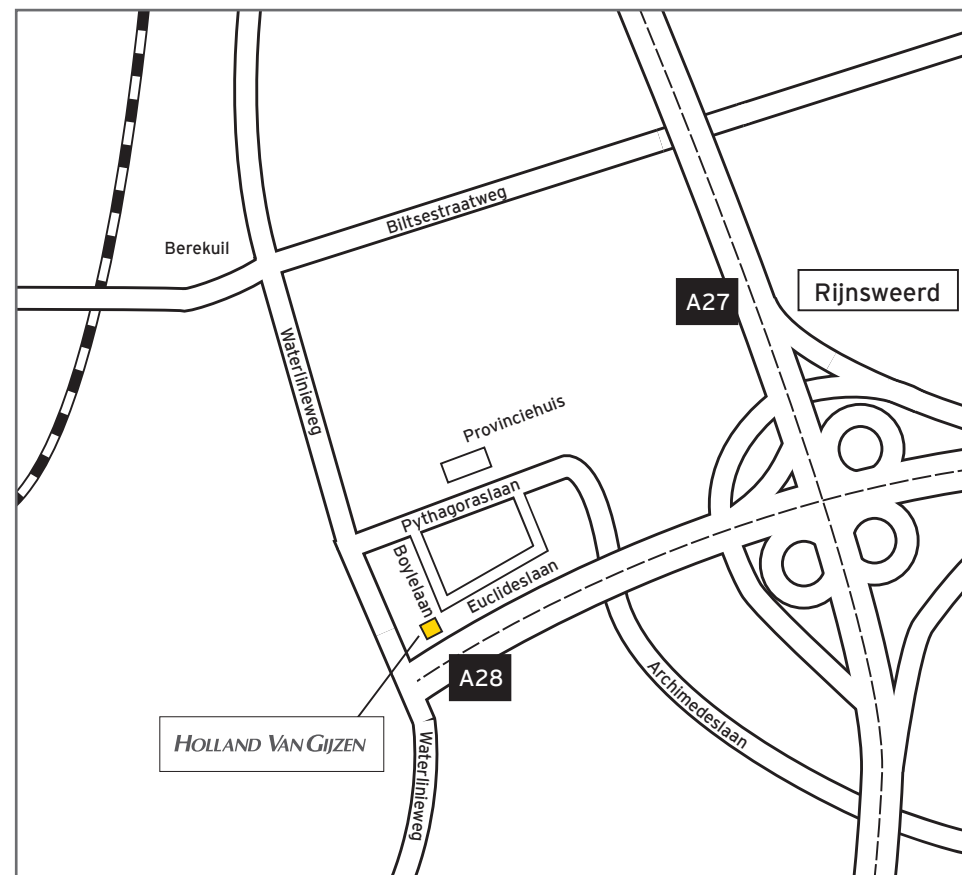 Biltsestraatweg
Berekuil
A27
Rijnsweerd
Waterlinieweg
Provinciehuis
Pythagoraslaan
Boylelaan
Euclideslaan
A28
Archimedeslaan
HOLLAND VAN GIJZEN
Waterlinieweg